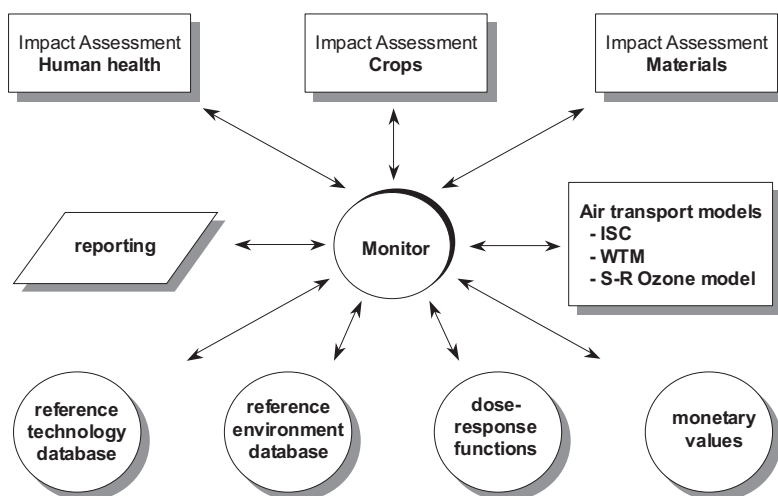 Impact Assessment
Human health
Impact Assessment
Crops
Impact Assessment
Materials
reporting
Monitor
Air transport models
- ISC
- WTM
- S-R Ozone model
reference
technology
database
reference
environment
database
dose-
response
functions
monetary
values